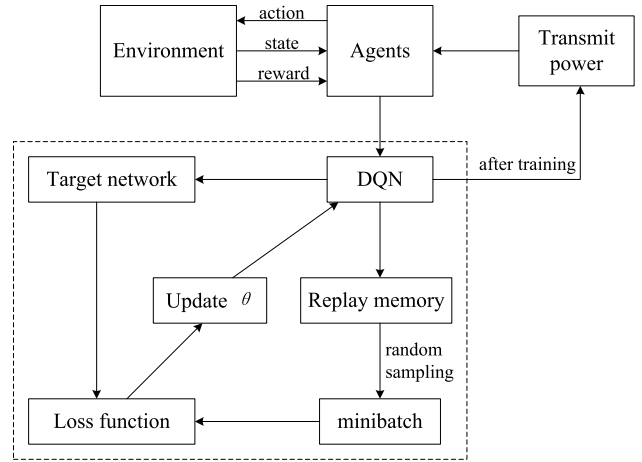 action
Environment
state
Agents
reward
Transmit
power
Target network
DQN
after training
Update θ
Replay memory
random
sampling
Loss function
minibatch